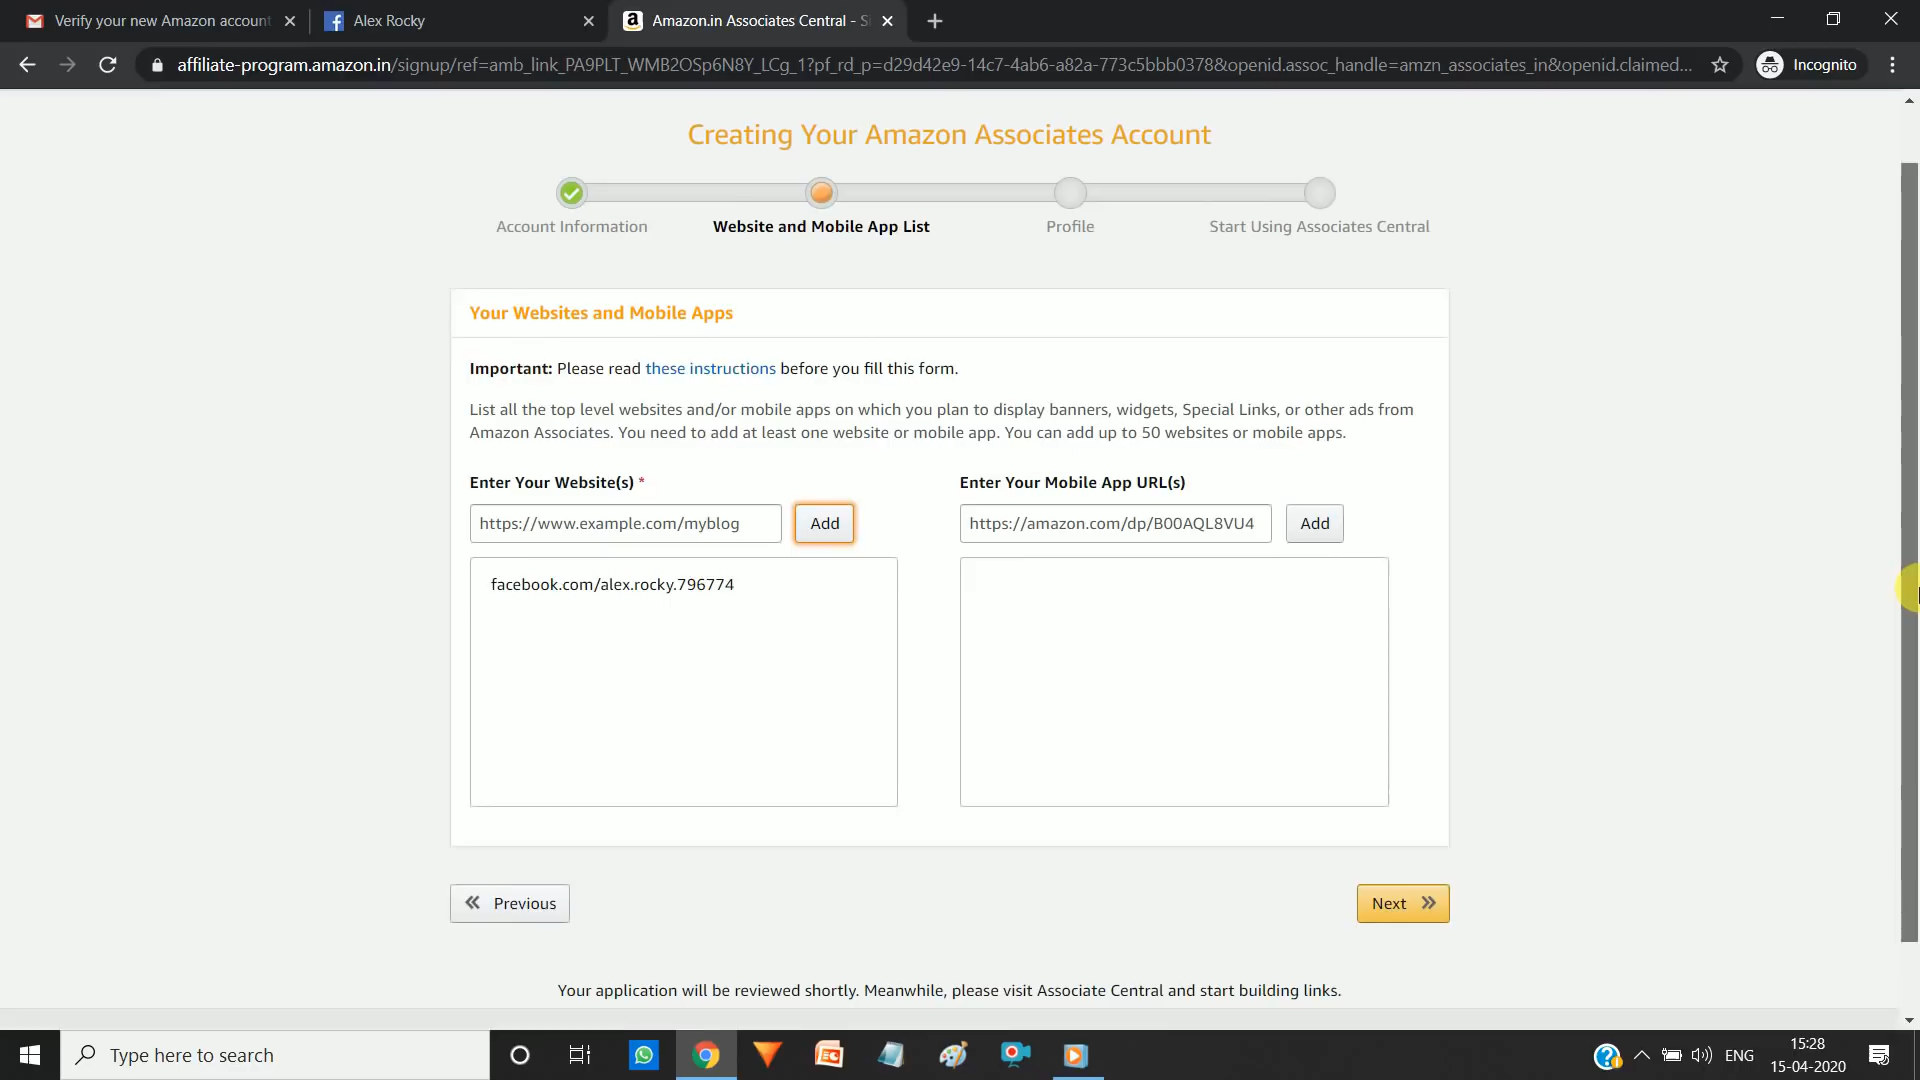 Verify your new Amazon account
Alex Rocky
Amazon.in Associates Central - S
affiliate-program.amazon.in/signup/ref=amb_link_PA9PLT_WMB2OSp6N8Y_LCg_1?pf_rd_p=d29d42e9-14c7-4ab6-a82a-773c5bbb0378&openid.assoc_handle=amzn_associates_in&openid.claimed...
Incognito
Creating Your Amazon Associates Account
Account Information
Website and Mobile App List
Profile
Start Using Associates Central
Your Websites and Mobile Apps
Important: Please read these instructions before you fill this form.
List all the top level websites and/or mobile apps on which you plan to display banners, widgets, Special Links, or other ads from
Amazon Associates. You need to add at least one website or mobile app. You can add up to 50 websites or mobile apps.
Enter Your Website(s) *
Enter Your Mobile App URL(s)
https://www.example.com/myblog
Add
https://amazon.com/dp/B00AQL8VU4
Add
facebook.com/alex.rocky.796774
Previous
Next
Your application will be reviewed shortly. Meanwhile, please visit Associate Central and start building links.
Type here to search
ENG
15:28
15-04-2020